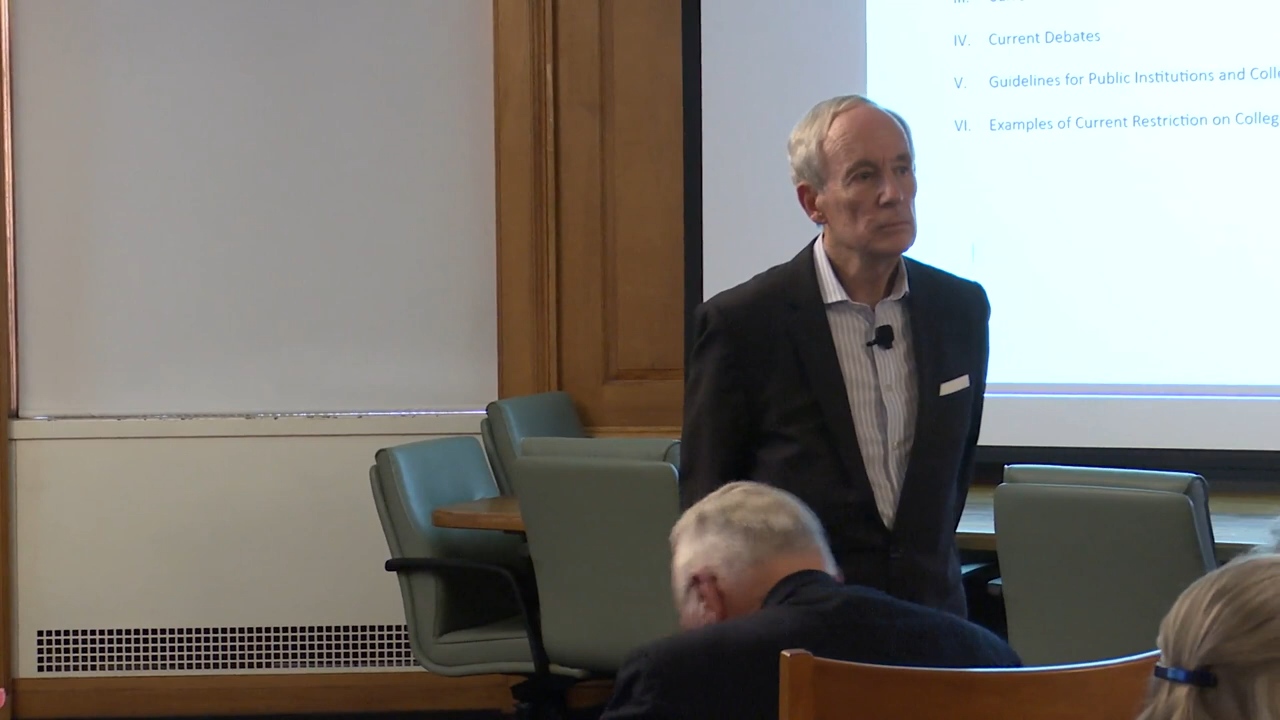 IV. Current Debates
V. Guidelines for Public Institutions and Colle
VI. Examples of Current Restriction on Colleg